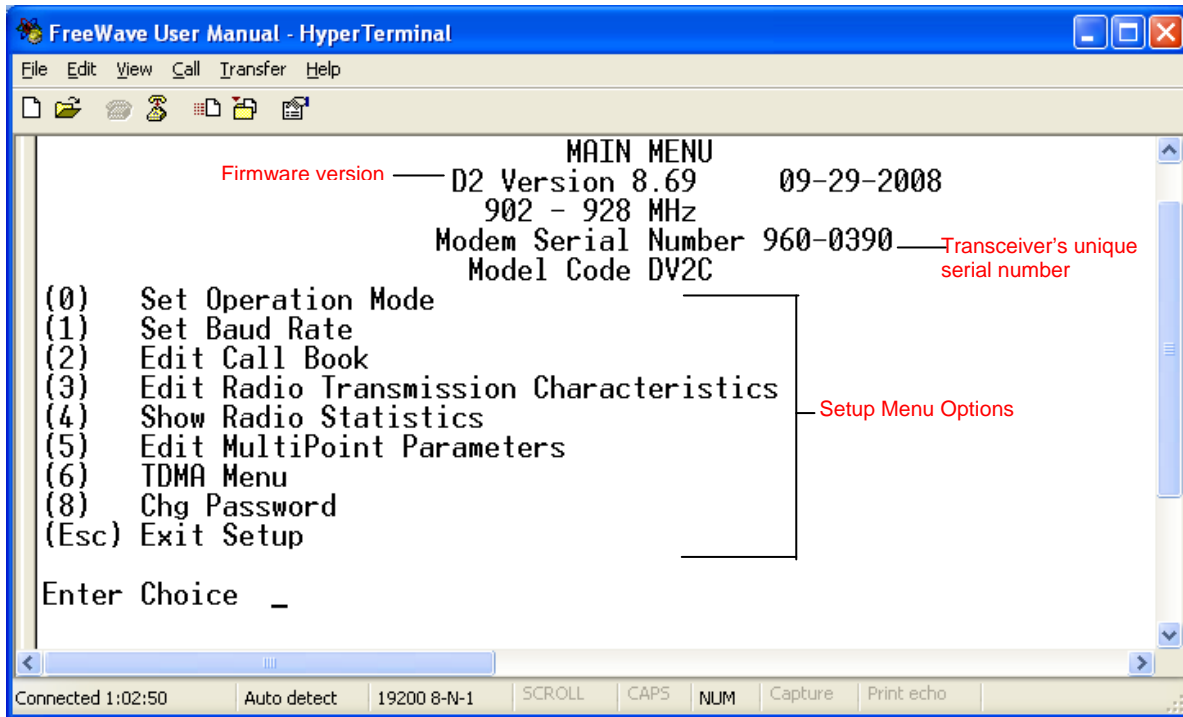 FreeWave User Manual - HyperTerminal
File Edit View Call Transfer Help
MAIN MENU
Firmware version D2 Version 8.69 09-29-2008
902 - 928 MHz
Modem Serial Number 960-0390 Transceiver's unique
serial number
Model Code DV2C
(0) Set Operation Mode
(1) Set Baud Rate
(2) Edit Call Book
(3) Edit Radio Transmission Characteristics
(4) Show Radio Statistics
Setup Menu Options
(5) Edit MultiPoint Parameters
(6) TDMA Menu
(8) Chg Password
(Esc) Exit Setup
Enter Choice _
Connected 1:02:50 Auto detect 19200 8-N-1 SCROLL CAPS NUM Capture Print echo